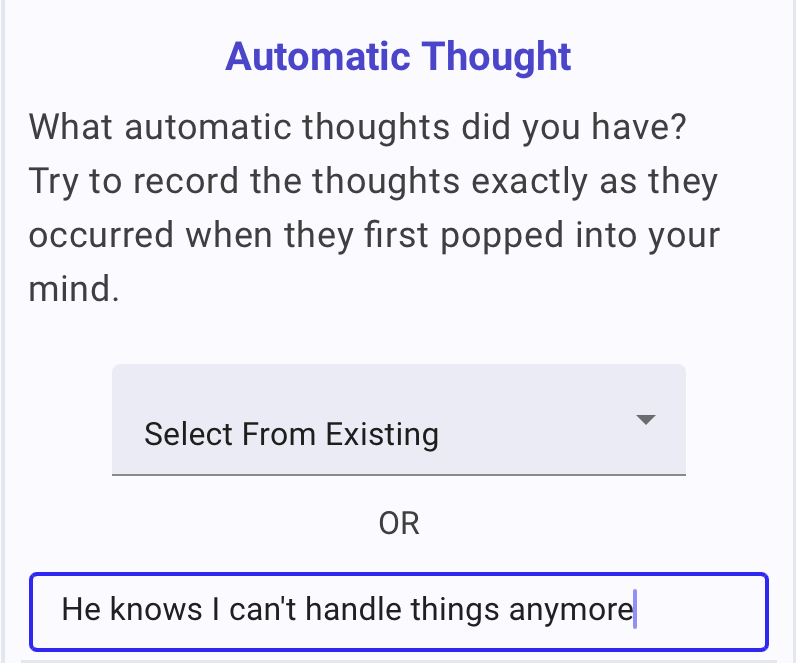 Automatic Thought
What automatic thoughts did you have?
Try to record the thoughts exactly as they
occurred when they first popped into your
mind.
Select From Existing
OR
He knows I can't handle things anymore